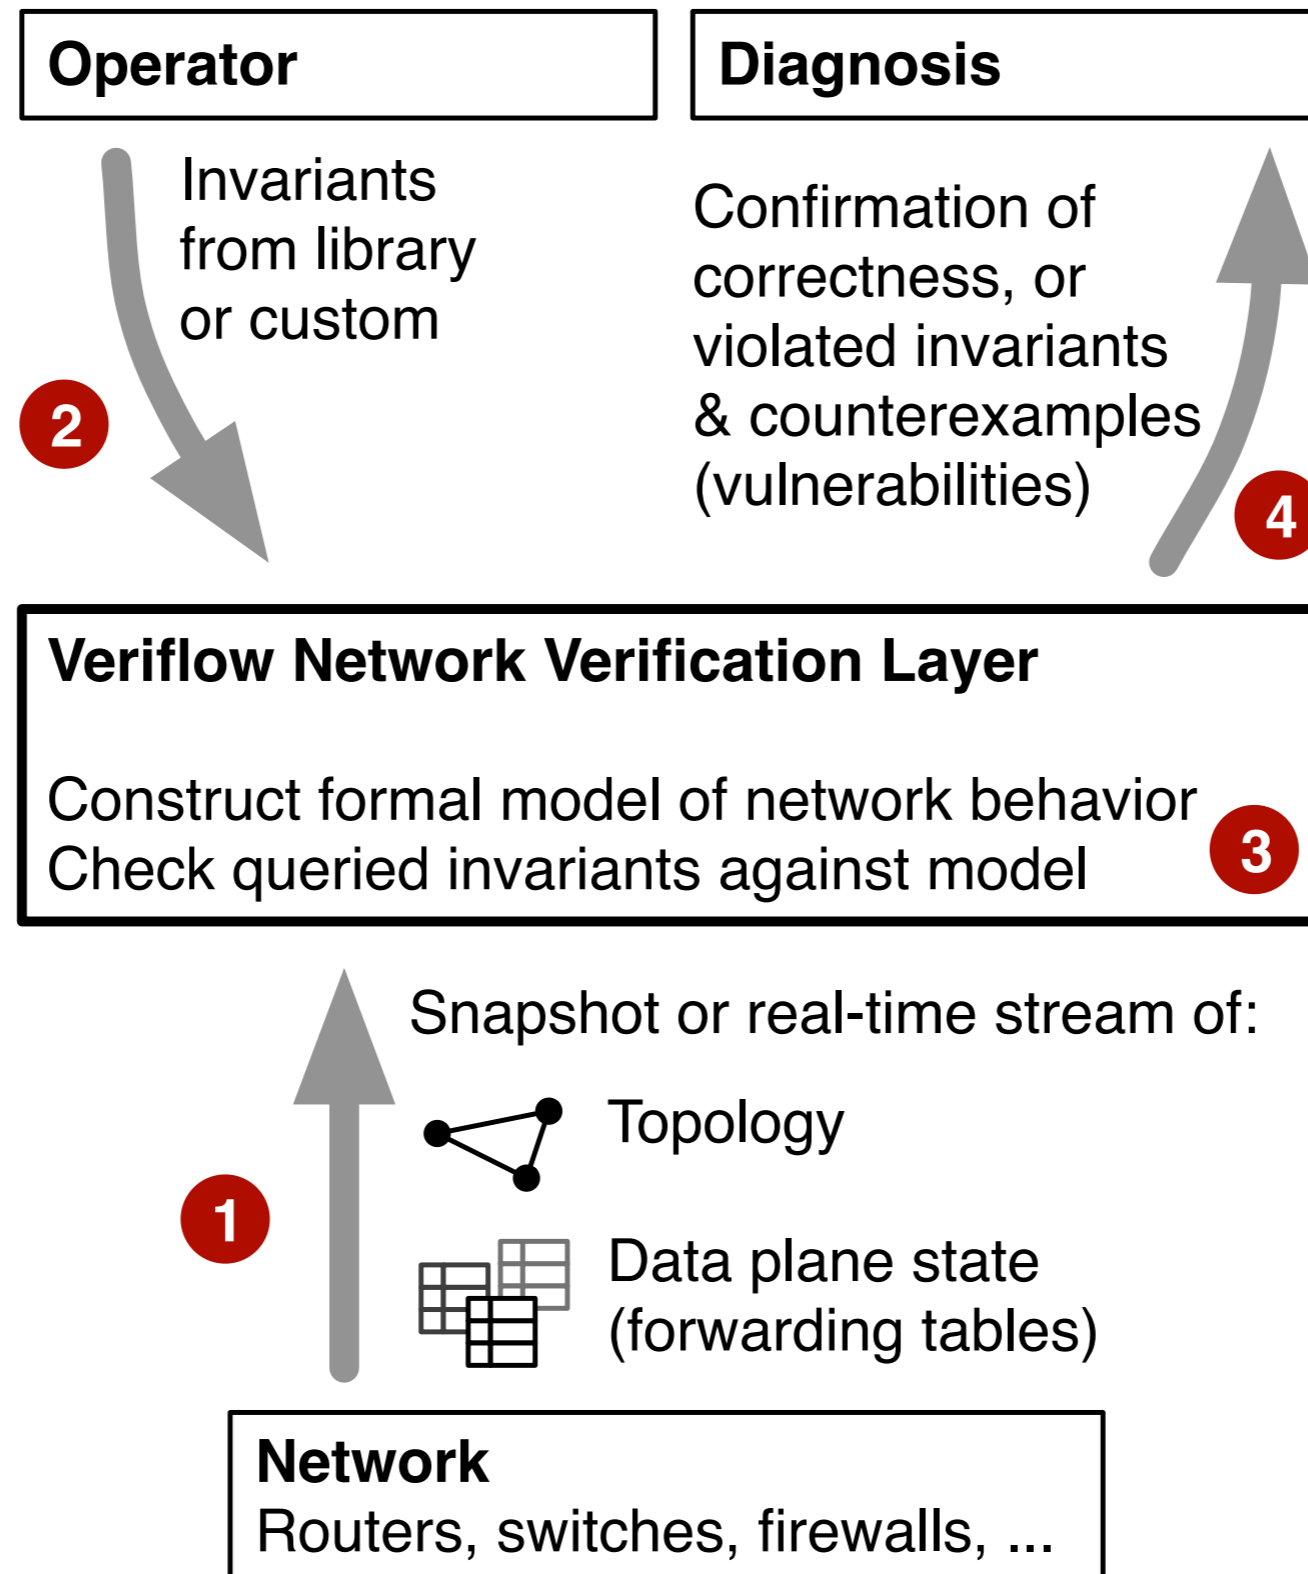 Operator
Diagnosis
Invariants
from library
or custom
2
Confirmation of
correctness, or
violated invariants
& counterexamples
(vulnerabilities)
4
Veriflow Network Verification Layer
Construct formal model of network behavior
Check queried invariants against model
3
Snapshot or real-time stream of:
Topology
1
Data plane state
(forwarding tables)
Network
Routers, switches, firewalls, ...